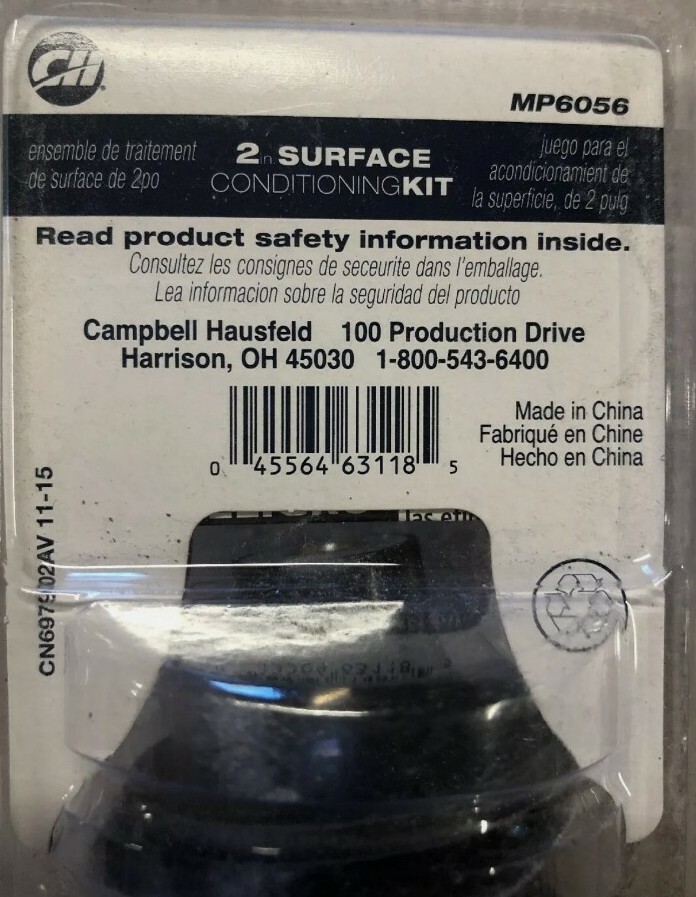 CH
MP6056
ensemble de traitement
de surface de 2po
2in. SURFACE
CONDITIONINGKIT
juego para el
acondicionamient de
la superficie, de 2 pulg
Read product safety information inside.
Consultez les consignes de seceurite dans l'emballage.
Lea informacion sobre la seguridad del producto
Campbell Hausfeld 100 Production Drive
Harrison, OH 45030 1-800-543-6400
0 45564 63118 5
Made in China
Fabriqué en Chine
Hecho en China
11-15